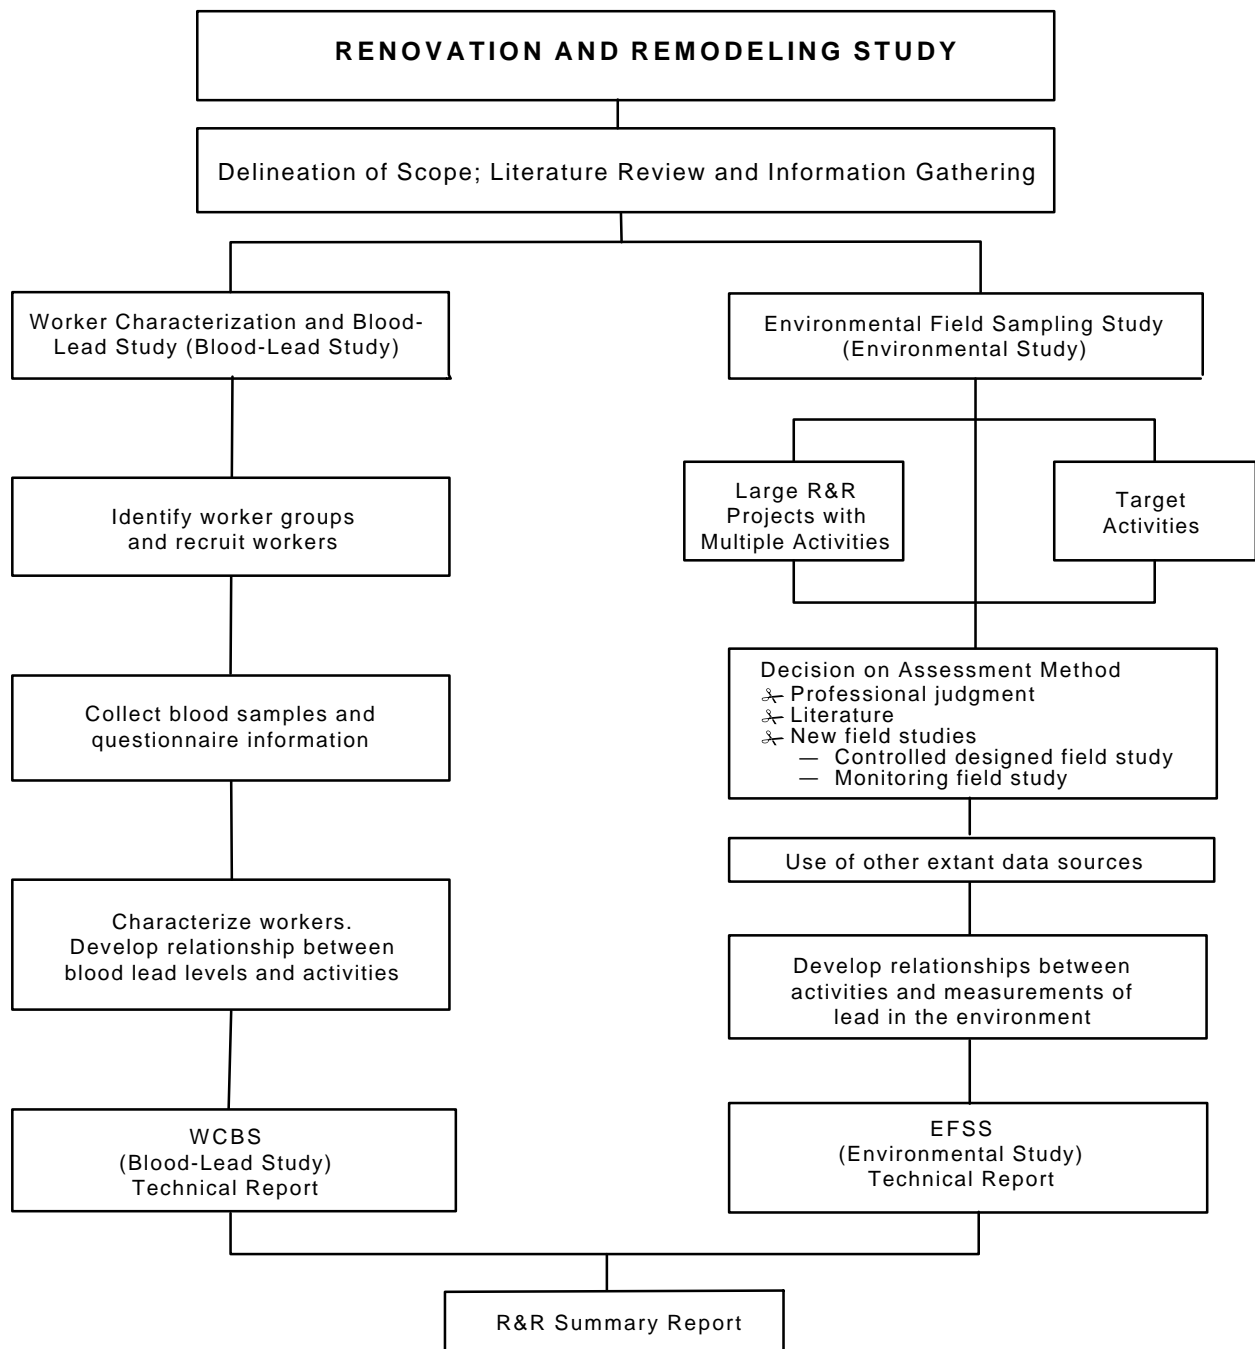 RENOVATION AND REMODELING STUDY
Delineation of Scope; Literature Review and Information Gathering
Worker Characterization and Blood-
Lead Study (Blood-Lead Study)
Identify worker groups
and recruit workers
Collect blood samples and
questionnaire information
Characterize workers.
Develop relationship between
blood lead levels and activities
WCBS
(Blood-Lead Study)
Technical Report
Environmental Field Sampling Study
(Environmental Study)
Large R&R
Projects with
Multiple Activities
Target
Activities
Decision on Assessment Method
✁ Professional judgment
✁ Literature
✁ New field studies
— Controlled designed field study
— Monitoring field study
Use of other extant data sources
Develop relationships between
activities and measurements of
lead in the environment
EFSS
(Environmental Study)
Technical Report
R&R Summary Report